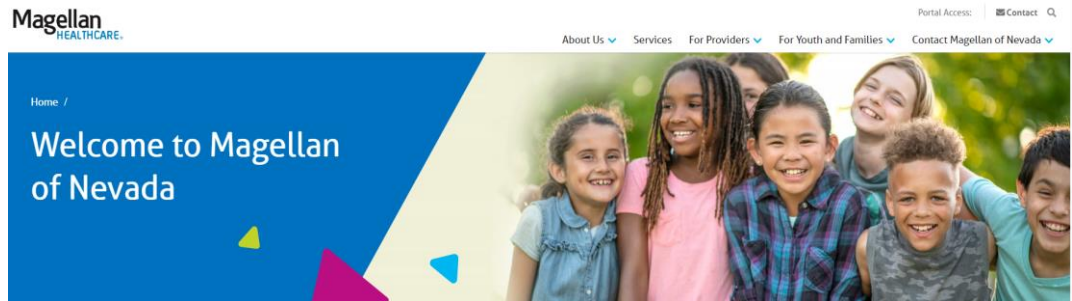 Magellan
HEALTHCARE®
Portal Access:
Contact
About Us
Services
For Providers
For Youth and Families
Contact Magellan of Nevada
Home /
Welcome to Magellan
of Nevada